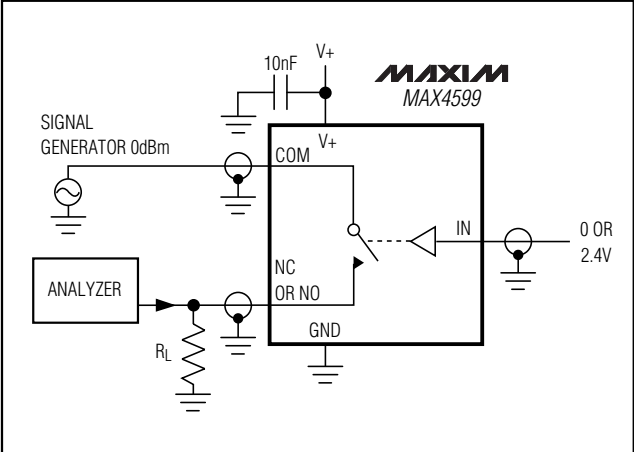 10nF
V+
MAXIM
MAX4599
SIGNAL
GENERATOR 0dBm
V+
COM
IN
0 OR
2.4V
NC
OR NO
ANALYZER
GND
RL